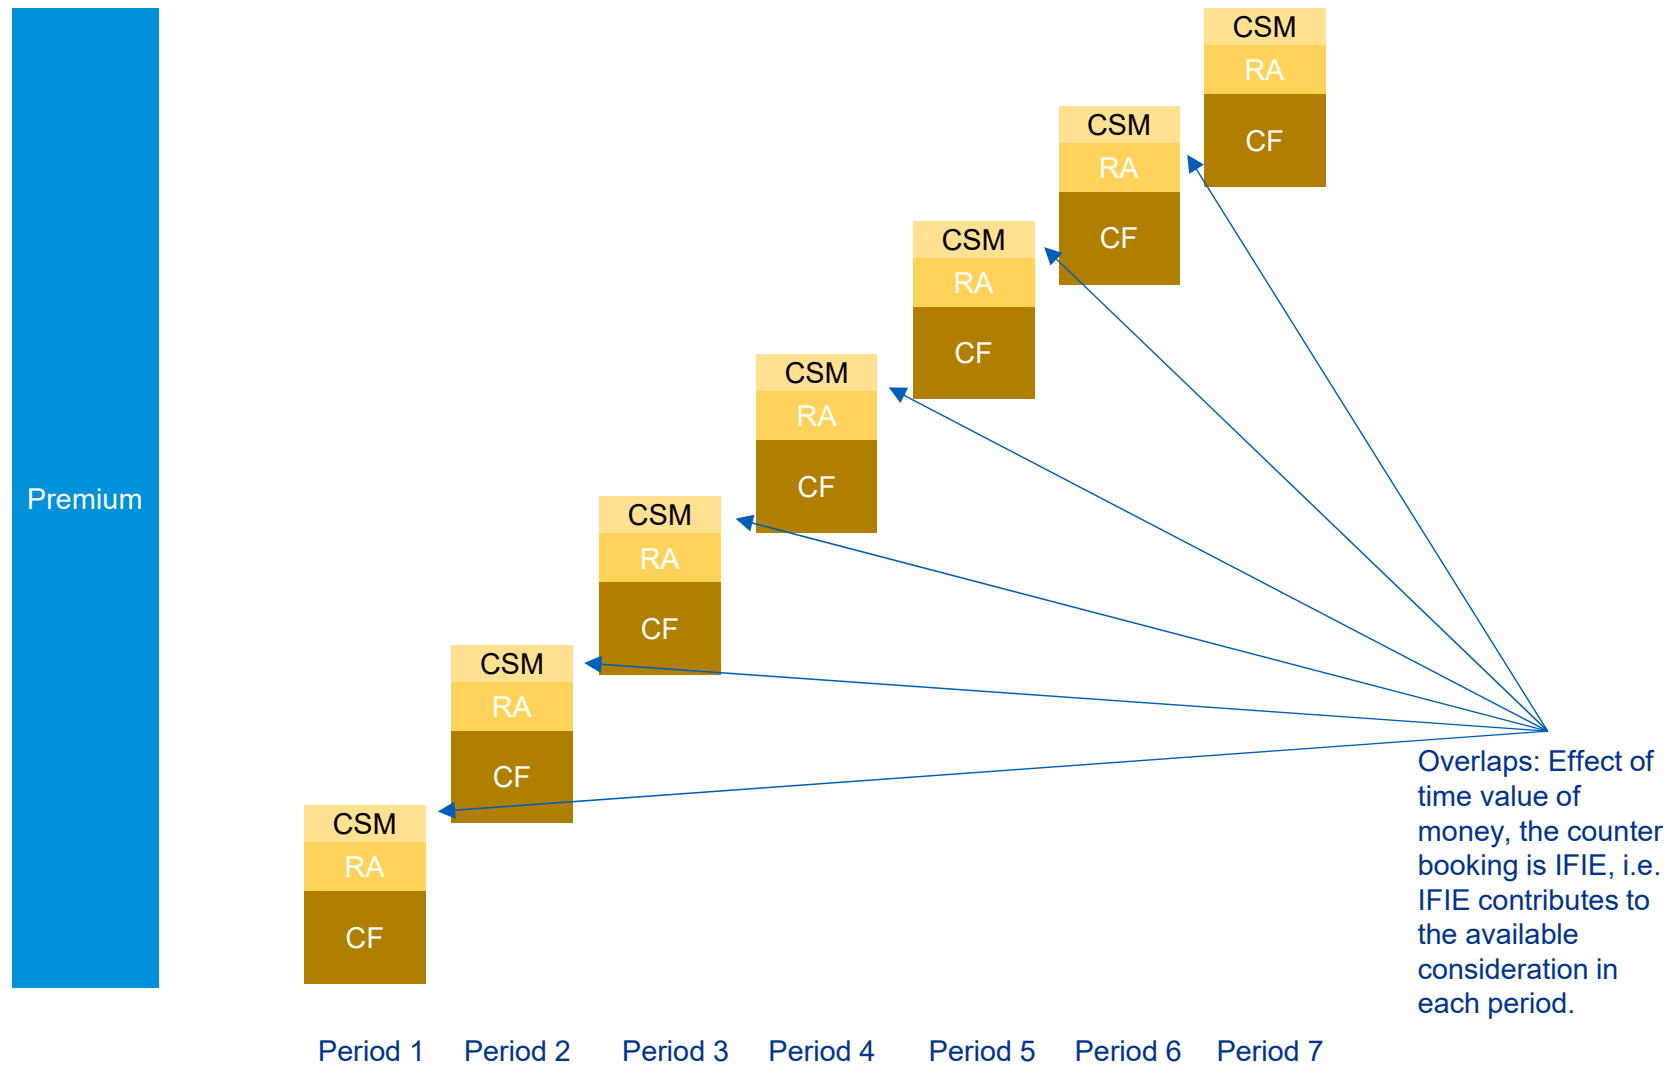 CSM
RA
CF
CSM
RA
CF
CSM
RA
CF
CSM
RA
CF
CSM
RA
CF
CSM
RA
CF
CSM
RA
CF
Premium
Overlaps: Effect of
time value of
money, the counter
booking is IFIE, i.e.
IFIE contributes to
the available
consideration in
each period.
Period 1
Period 2
Period 3
Period 4
Period 5
Period 6
Period 7